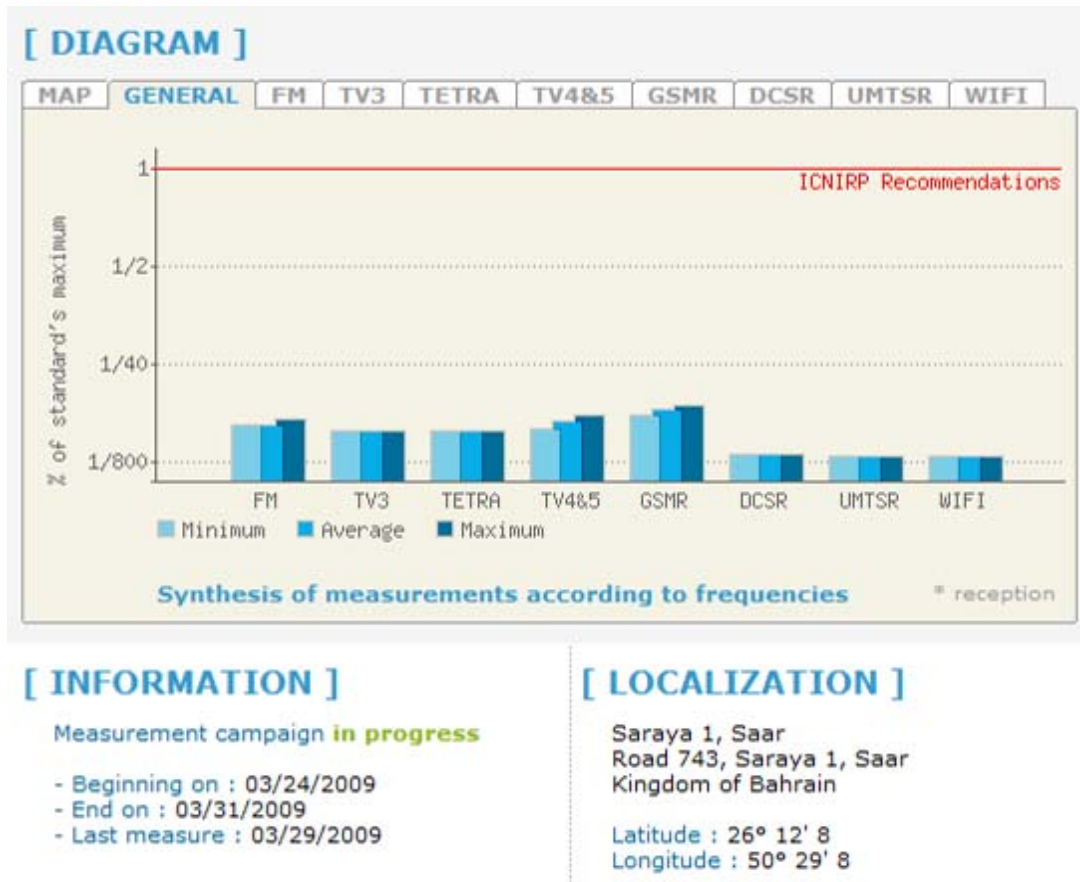 [ DIAGRAM ]
MAP GENERAL FM TV3 TETRA TV4&5 GSMR DCSR UMTSR WIFI
1
ICNIRP Recommendations
1/2
1/40
1/800
% of standard's maximum
FM TV3 TETRA TV4&5 GSMR DCSR UMTSR WIFI
Minimum Average Maximum
Synthesis of measurements according to frequencies * reception
[ INFORMATION ]
Measurement campaign in progress
- Beginning on : 03/24/2009
- End on : 03/31/2009
- Last measure : 03/29/2009
[ LOCALIZATION ]
Saraya 1, Saar
Road 743, Saraya 1, Saar
Kingdom of Bahrain
Latitude : 26º 12' 8
Longitude : 50º 29' 8